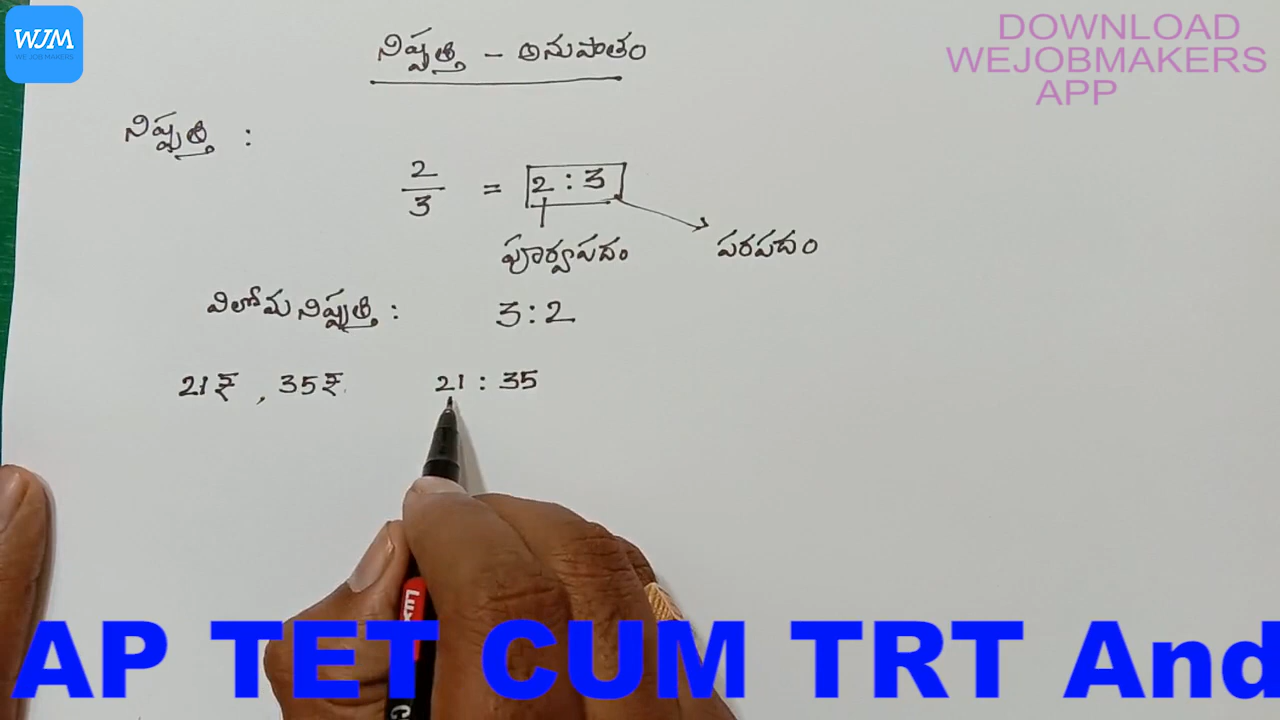 WJM
WE JOB MAKERS
DOWNLOAD
WEJOBMAKERS
APP
నిష్పత్తి - అనుపాతం
నిష్పత్తి :
2/3 = 2 : 3
పూర్వపదం పరపదం
విలోమ నిష్పత్తి : 3 : 2
21₹ , 35₹ 21 : 35
Lux
AP TET CUM TRT And